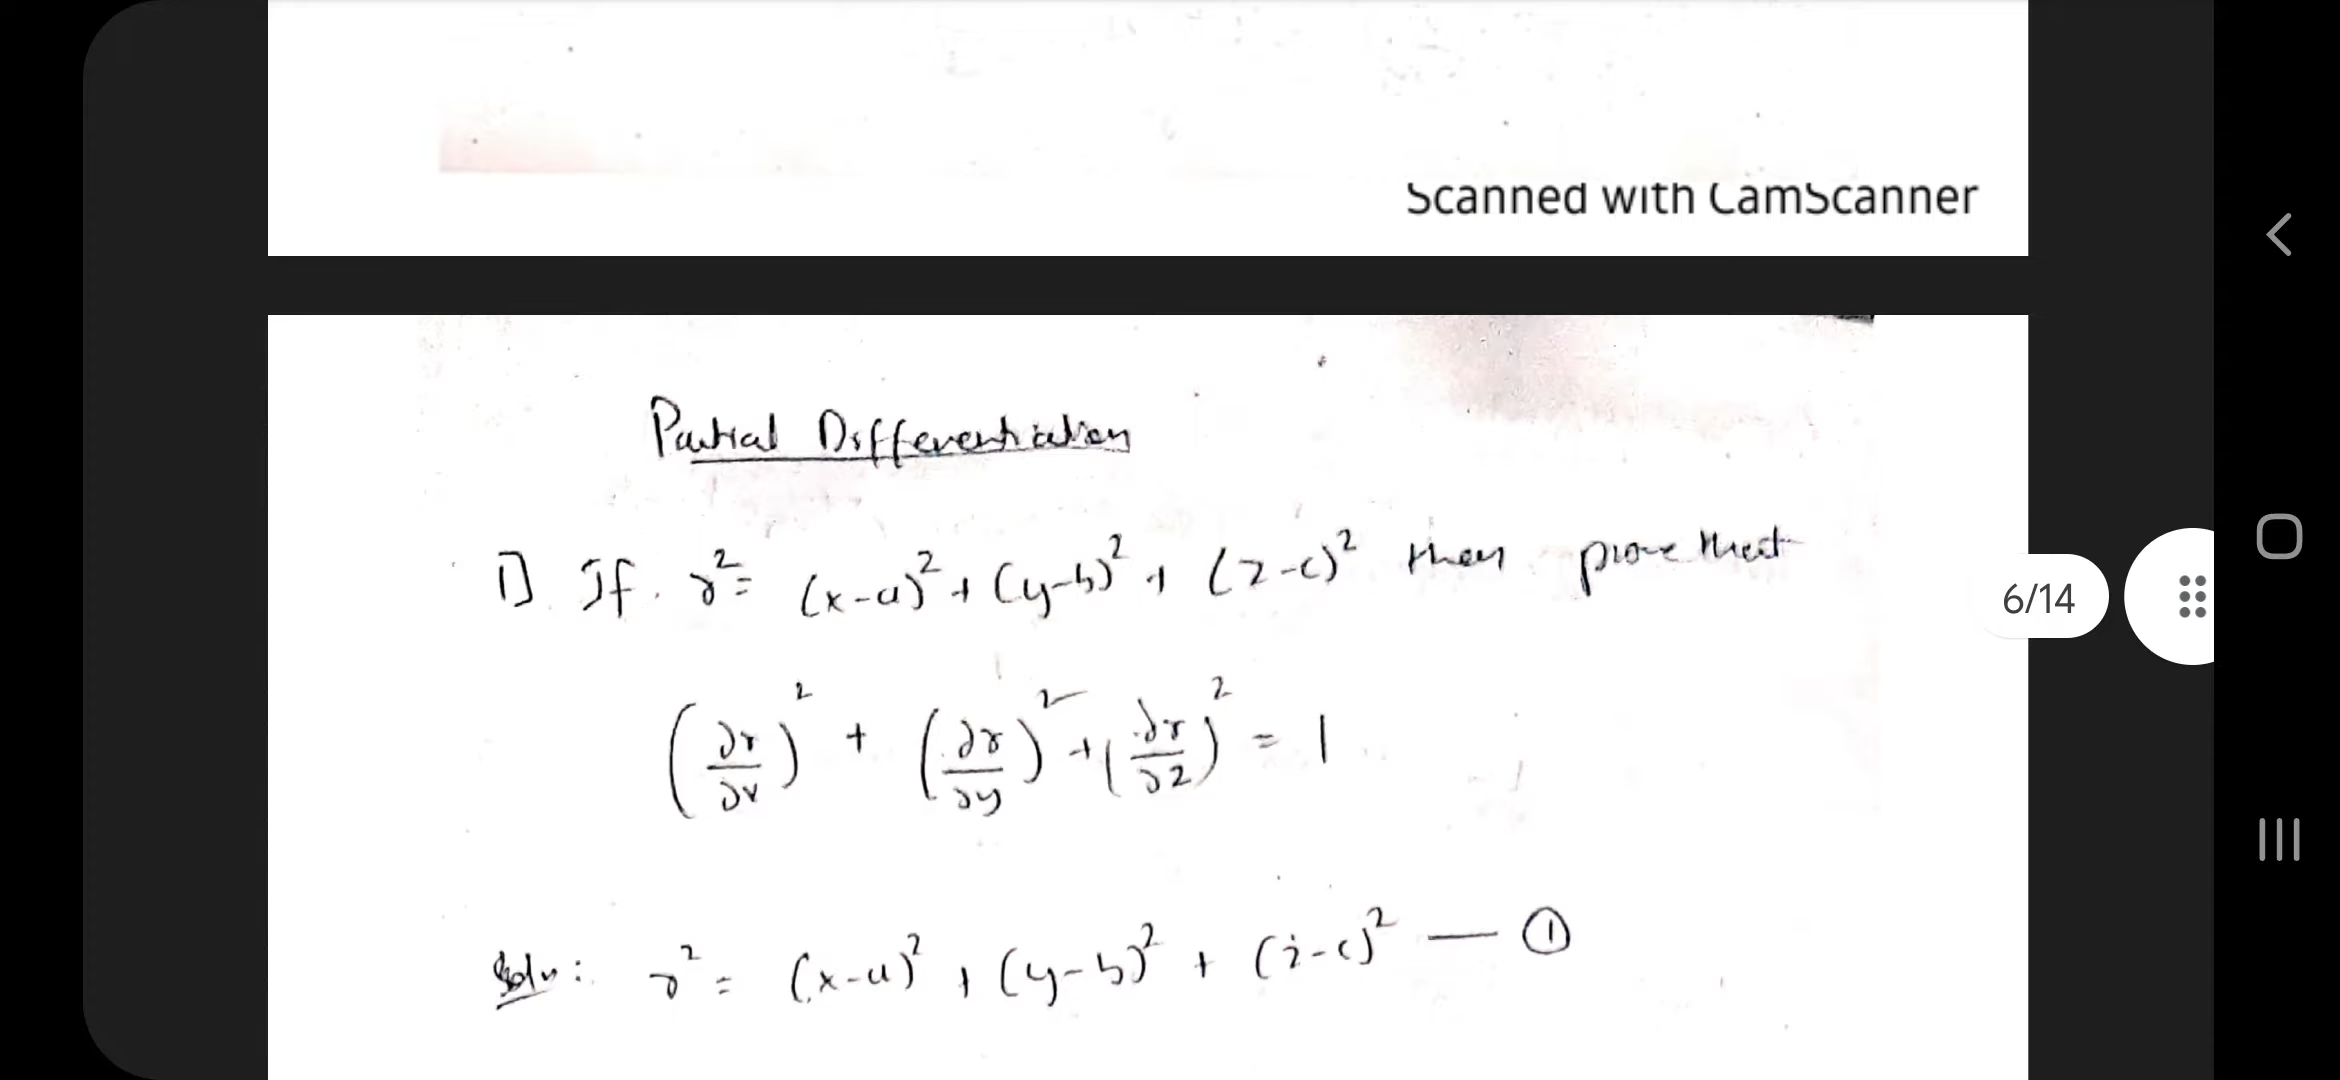 Scanned with CamScanner
Partial Differentiation
1] If r² = (x-a)² + (y-b)² + (z-c)² then prove that
(∂r/∂x)² + (∂r/∂y)² + (∂r/∂z)² = 1
6/14
Soln: r² = (x-a)² + (y-b)² + (z-c)² — ①